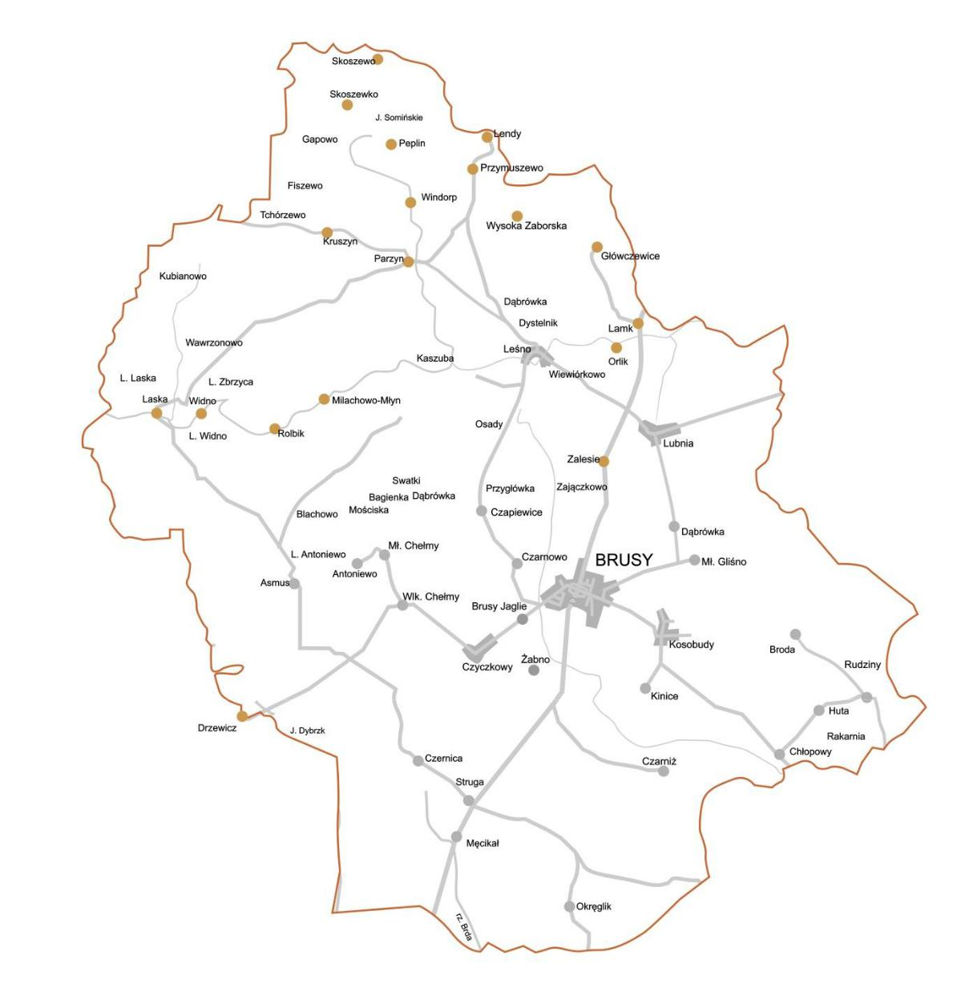 Skoszewo
Skoszewko
J. Somińskie
Lendy
Gapowo
Peplin
Przymuszewo
Fiszewo
Windorp
Tchórzewo
Wysoka Zaborska
Kruszyn
Główczewice
Parzyn
Kubianowo
Dąbrówka
Dystelnik
Lamk
Wawrzonowo
Leśno
Kaszuba
Orlik
Wiewiórkowo
L. Laska
L. Zbrzyca
Laska
Widno
Milachowo-Młyn
Osady
Rolbik
L. Widno
Lubnia
Zalesie
Swatki
Przygłówka
Zajączkowo
Bagienka
Dąbrówka
Mościska
Blachowo
Czapiewice
Dąbrówka
Mł. Chełmy
L. Antoniewo
Czarnowo
BRUSY
Mł. Gliśno
Antoniewo
Asmus
Wlk. Chełmy
Brusy Jaglie
Kosobudy
Broda
Żabno
Czyczkowy
Rudziny
Kinice
Huta
Drzewicz
J. Dybrzk
Rakarnia
Chłopowy
Czernica
Czarniż
Struga
Męcikał
Okręglik
rz. Brda